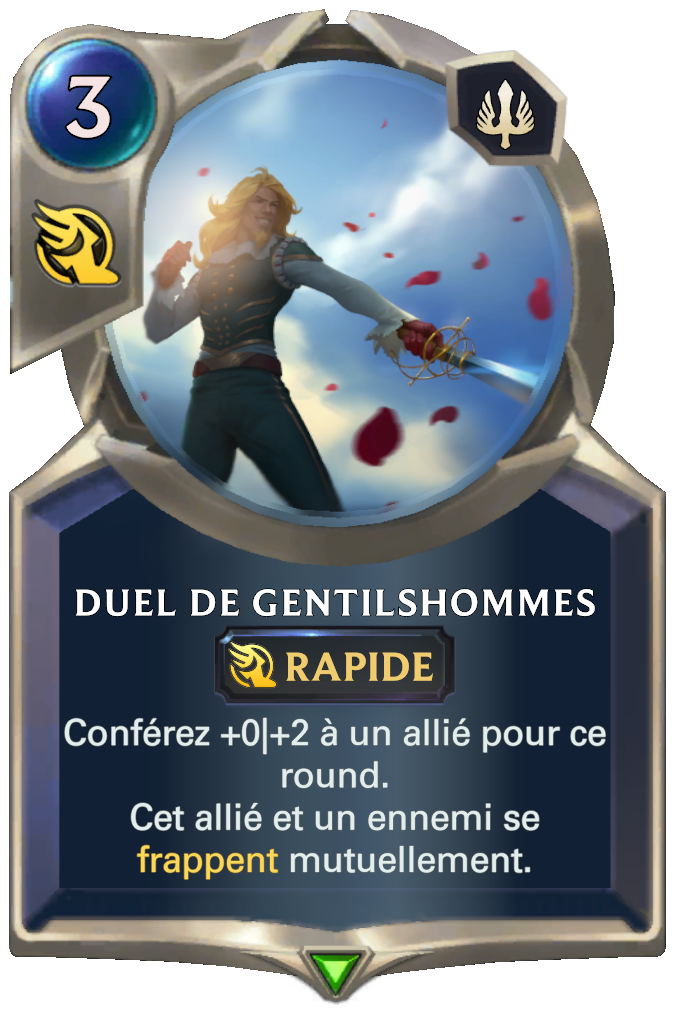 3
DUEL DE GENTILSHOMMES
RAPIDE
Conférez +0|+2 à un allié pour ce
round.
Cet allié et un ennemi se
frappent mutuellement.